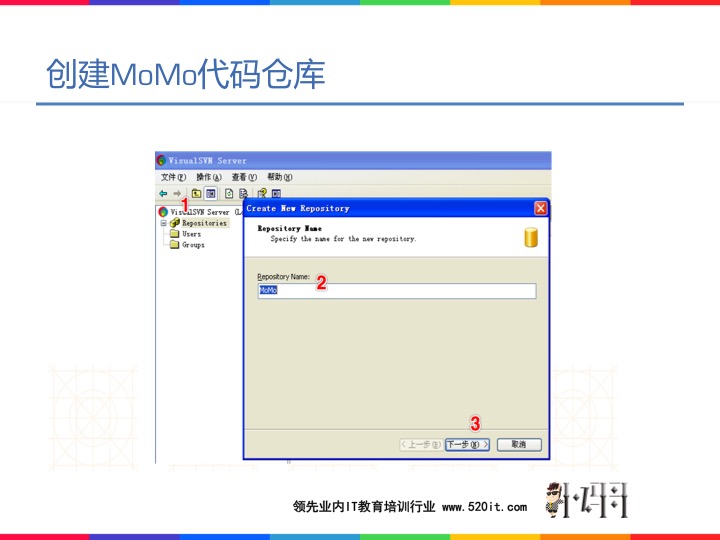 创建MoMo代码仓库
VisualSVN Server
文件(F) 操作(A) 查看(V) 帮助(H)
1
VisualSVN Server (L
Repositories
Users
Groups
Create New Repository
Repository Name
Specify the name for the new repository.
Repository Name:
2
MoMo
3
< 上一步(B) 下一步(N) > 取消
领先业内IT教育培训行业 www.520it.com
小码哥